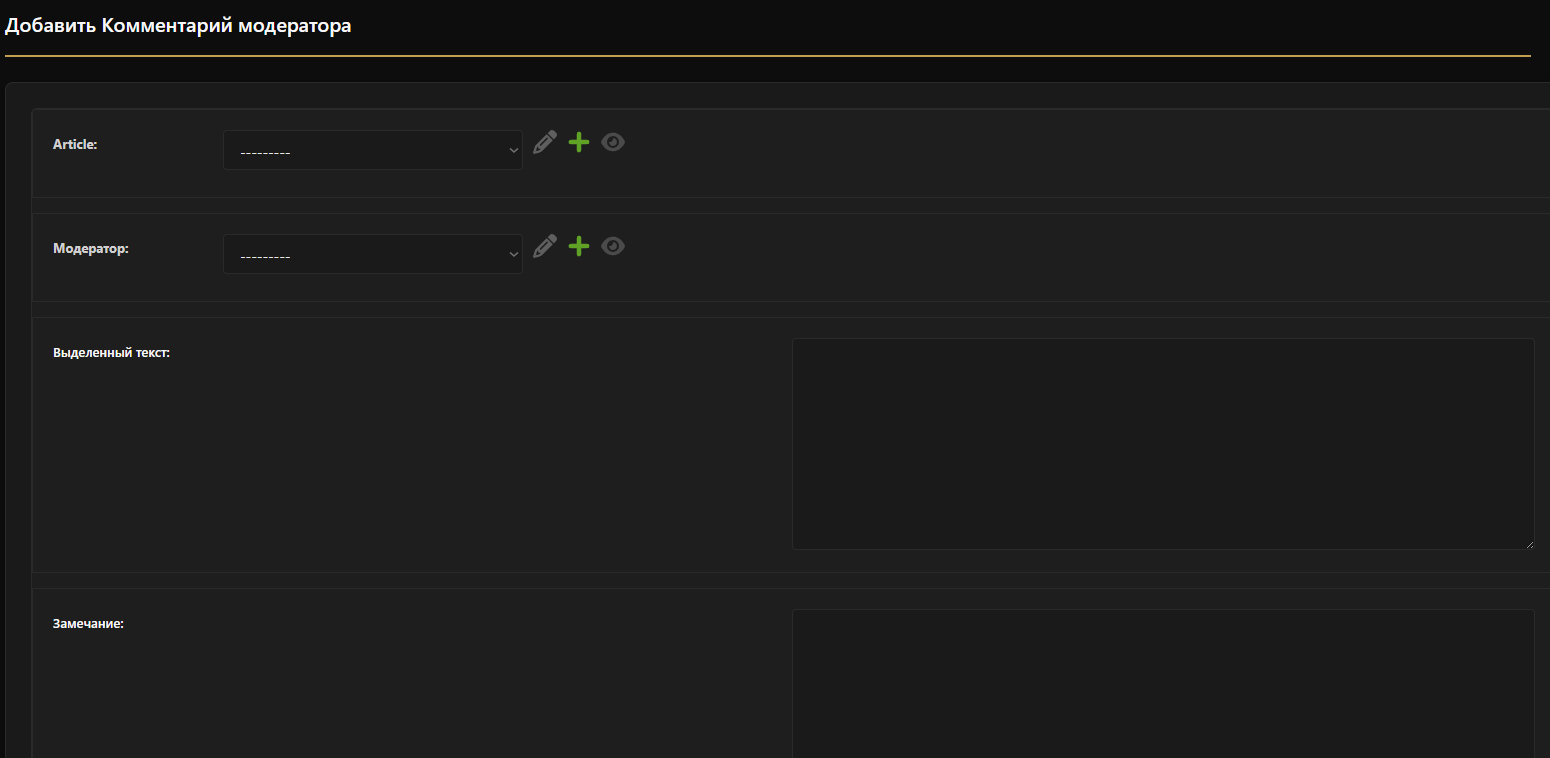 Добавить Комментарий модератора
Article:
---------
Модератор:
---------
Выделенный текст:
Замечание: